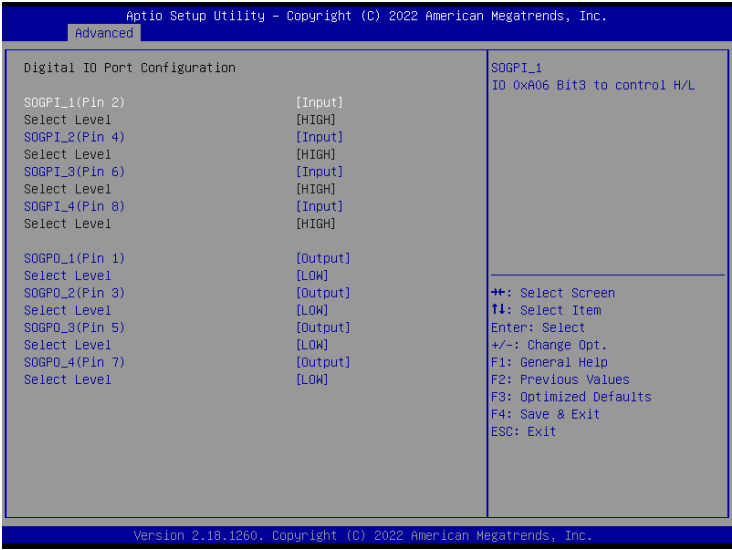 Aptio Setup Utility – Copyright (C) 2022 American Megatrends, Inc.
Advanced
Digital IO Port Configuration
SOGPI_1(Pin 2) [Input]
Select Level [HIGH]
SOGPI_2(Pin 4) [Input]
Select Level [HIGH]
SOGPI_3(Pin 6) [Input]
Select Level [HIGH]
SOGPI_4(Pin 8) [Input]
Select Level [HIGH]
SOGPO_1(Pin 1) [Output]
Select Level [LOW]
SOGPO_2(Pin 3) [Output]
Select Level [LOW]
SOGPO_3(Pin 5) [Output]
Select Level [LOW]
SOGPO_4(Pin 7) [Output]
Select Level [LOW]
SOGPI_1
IO 0xA06 Bit3 to control H/L
→←: Select Screen
↑↓: Select Item
Enter: Select
+/-: Change Opt.
F1: General Help
F2: Previous Values
F3: Optimized Defaults
F4: Save & Exit
ESC: Exit
Version 2.18.1260. Copyright (C) 2022 American Megatrends, Inc.